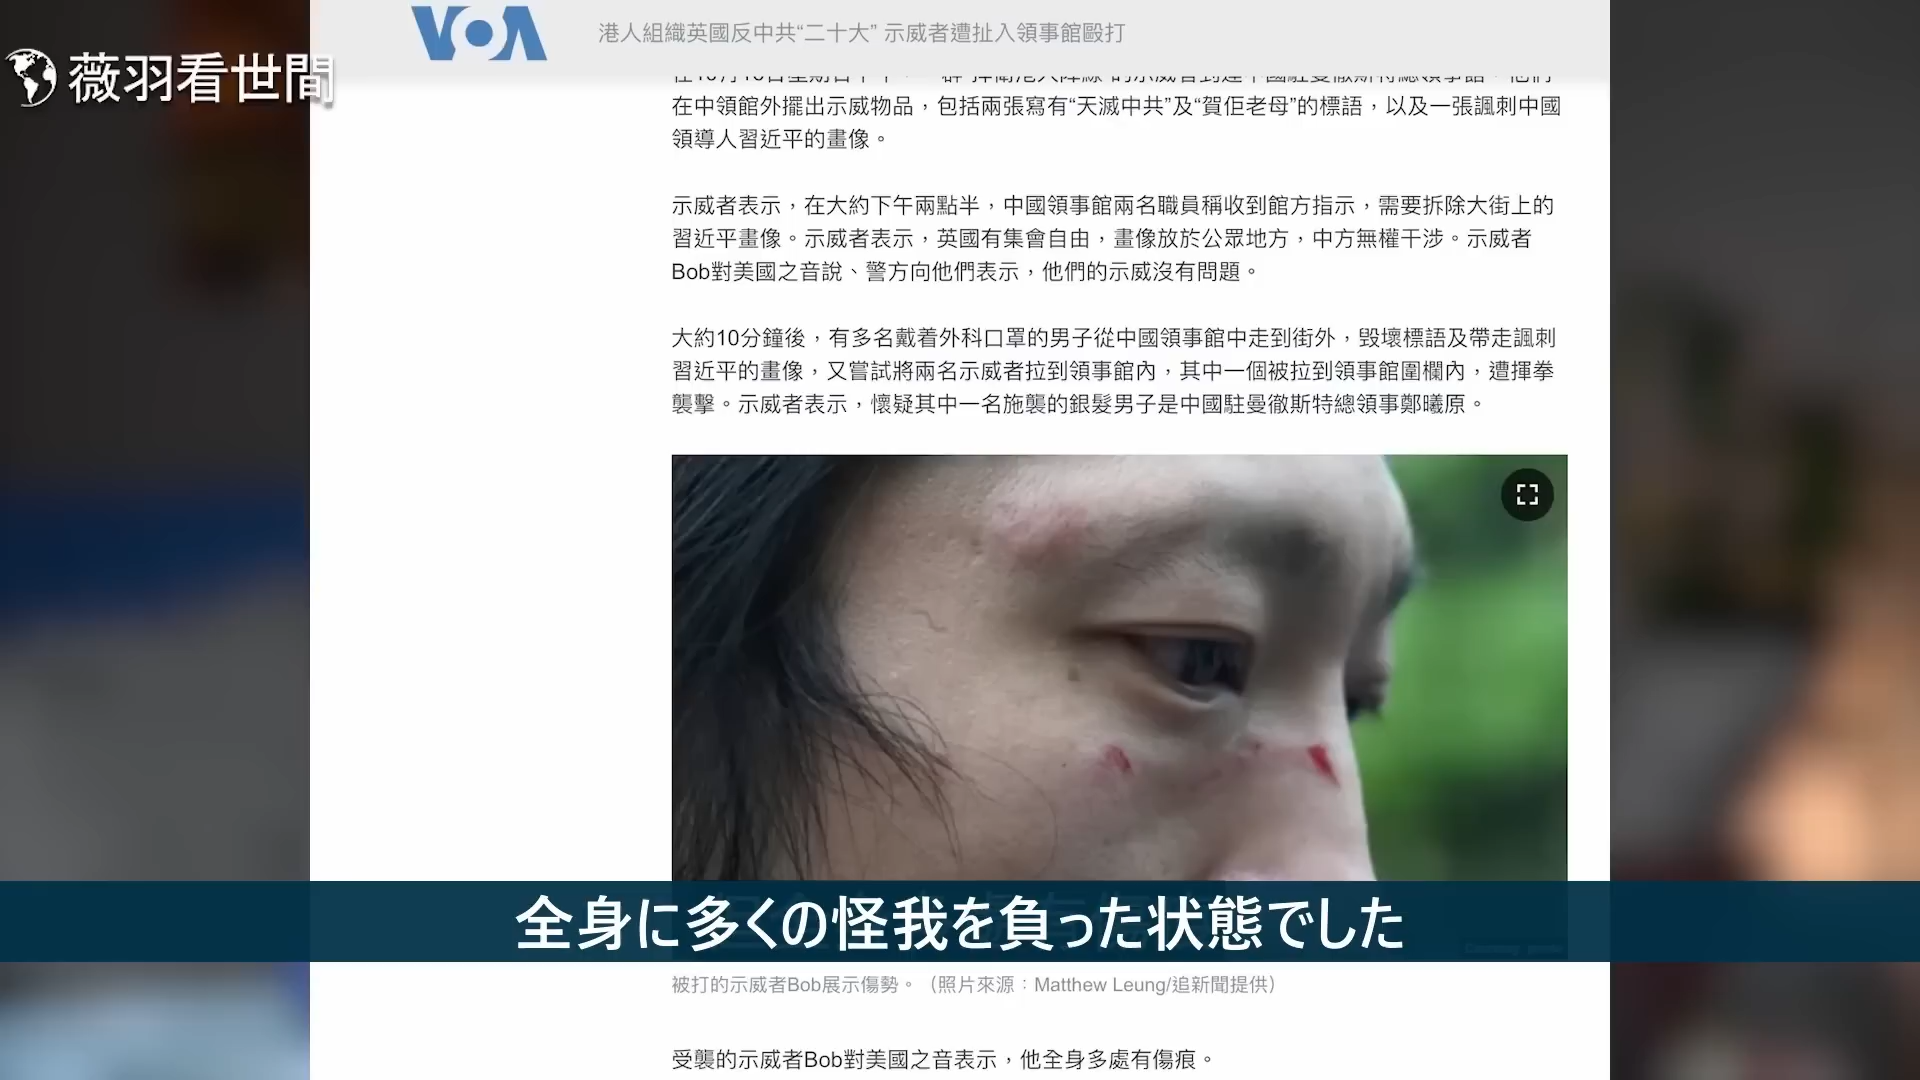 VOA
港人組織英國反中共“二十大” 示威者遭扯入領事館毆打
薇羽看世間
在中領館外擺出示威物品，包括兩張寫有“天滅中共”及“賀佢老母”的標語，以及一張諷刺中國
領導人習近平的畫像。
示威者表示，在大約下午兩點半，中國領事館兩名職員稱收到館方指示，需要拆除大街上的
習近平畫像。示威者表示，英國有集會自由，畫像放於公眾地方，中方無權干涉。示威者
Bob對美國之音說、警方向他們表示，他們的示威沒有問題。
大約10分鐘後，有多名戴着外科口罩的男子從中國領事館中走到街外，毀壞標語及帶走諷刺
習近平的畫像，又嘗試將兩名示威者拉到領事館內，其中一個被拉到領事館圍欄內，遭揮拳
襲擊。示威者表示，懷疑其中一名施襲的銀髮男子是中國駐曼徹斯特總領事鄭曦原。
全身に多くの怪我を負った状態でした
被打的示威者Bob展示傷勢。（照片來源：Matthew Leung/追新聞提供）
受襲的示威者Bob對美國之音表示，他全身多處有傷痕。